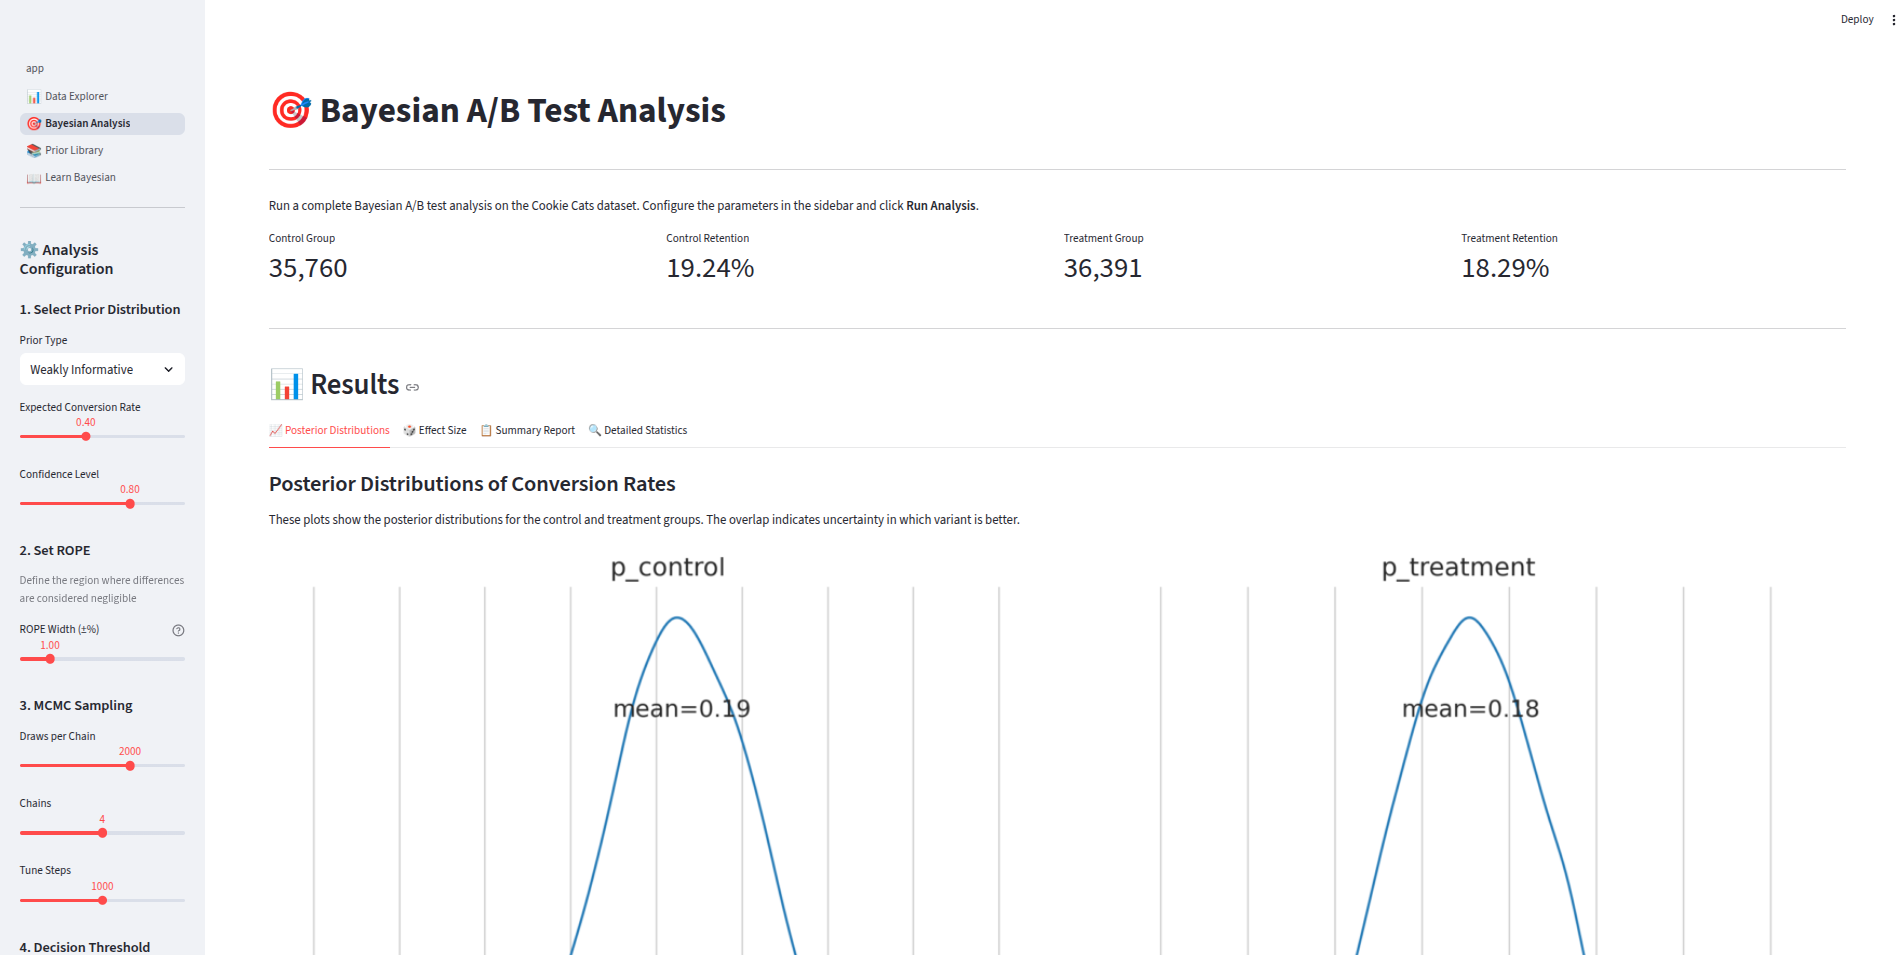 Deploy
app
Data Explorer
Bayesian Analysis
Prior Library
Learn Bayesian
Analysis
Configuration
1. Select Prior Distribution
Prior Type
Weakly Informative
Expected Conversion Rate
0.40
Confidence Level
0.80
2. Set ROPE
Define the region where differences
are considered negligible
ROPE Width (±%)
1.00
3. MCMC Sampling
Draws per Chain
2000
Chains
4
Tune Steps
1000
4. Decision Threshold
Bayesian A/B Test Analysis
Run a complete Bayesian A/B test analysis on the Cookie Cats dataset. Configure the parameters in the sidebar and click Run Analysis.
Control Group
35,760
Control Retention
19.24%
Treatment Group
36,391
Treatment Retention
18.29%
Results
Posterior Distributions
Effect Size
Summary Report
Detailed Statistics
Posterior Distributions of Conversion Rates
These plots show the posterior distributions for the control and treatment groups. The overlap indicates uncertainty in which variant is better.
p_control
mean=0.19
p_treatment
mean=0.18